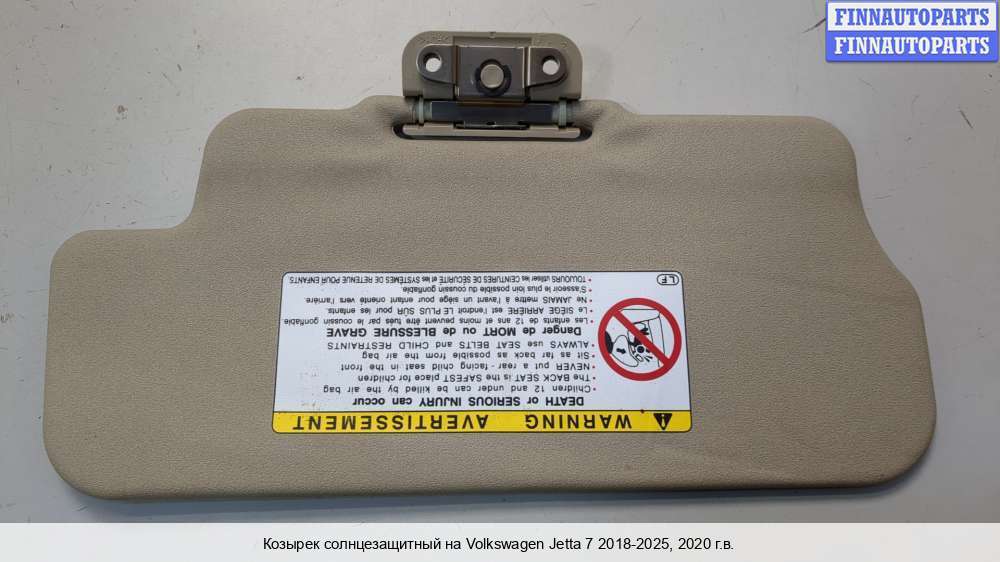 FINNAUTOPARTS
FINNAUTOPARTS
WARNING AVERTISSEMENT
DEATH or SERIOUS INJURY can occur
• Children 12 and under can be killed by the air bag
• The BACK SEAT is the SAFEST place for children
• NEVER put a rear-facing child seat in the front
• Sit as far back as possible from the air bag
• ALWAYS use SEAT BELTS and CHILD RESTRAINTS
Danger de MORT ou de BLESSURE GRAVE
• Les enfants de 12 ans et moins peuvent être tués par le coussin gonflable
• Le SIÈGE ARRIÈRE est l'endroit LE PLUS SÛR pour les enfants.
• Ne JAMAIS mettre à l'avant un siège pour enfant orienté vers l'arrière.
• S'asseoir le plus loin possible du coussin gonflable.
• TOUJOURS utiliser les CEINTURES DE SÉCURITÉ et les SYSTÈMES DE RETENUE POUR ENFANTS.
LF
Козырек солнцезащитный на Volkswagen Jetta 7 2018-2025, 2020 г.в.